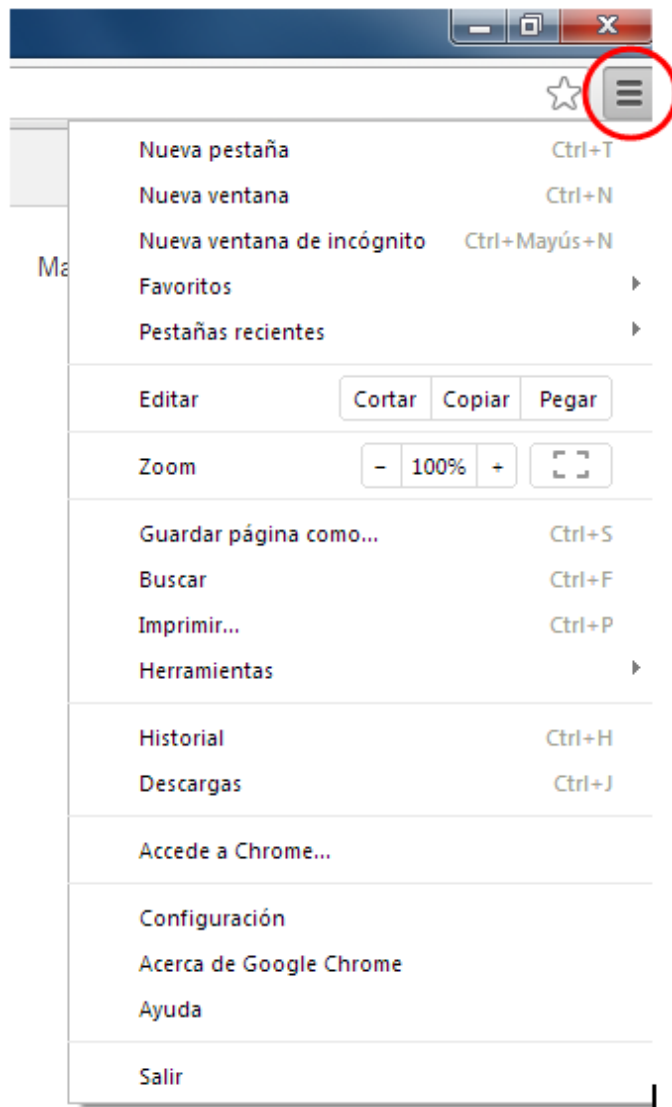 Nueva pestaña Ctrl+T
Nueva ventana Ctrl+N
Nueva ventana de incógnito Ctrl+Mayús+N
Ma
Favoritos
Pestañas recientes
Editar Cortar Copiar Pegar
Zoom - 100% +
Guardar página como... Ctrl+S
Buscar Ctrl+F
Imprimir... Ctrl+P
Herramientas
Historial Ctrl+H
Descargas Ctrl+J
Accede a Chrome...
Configuración
Acerca de Google Chrome
Ayuda
Salir